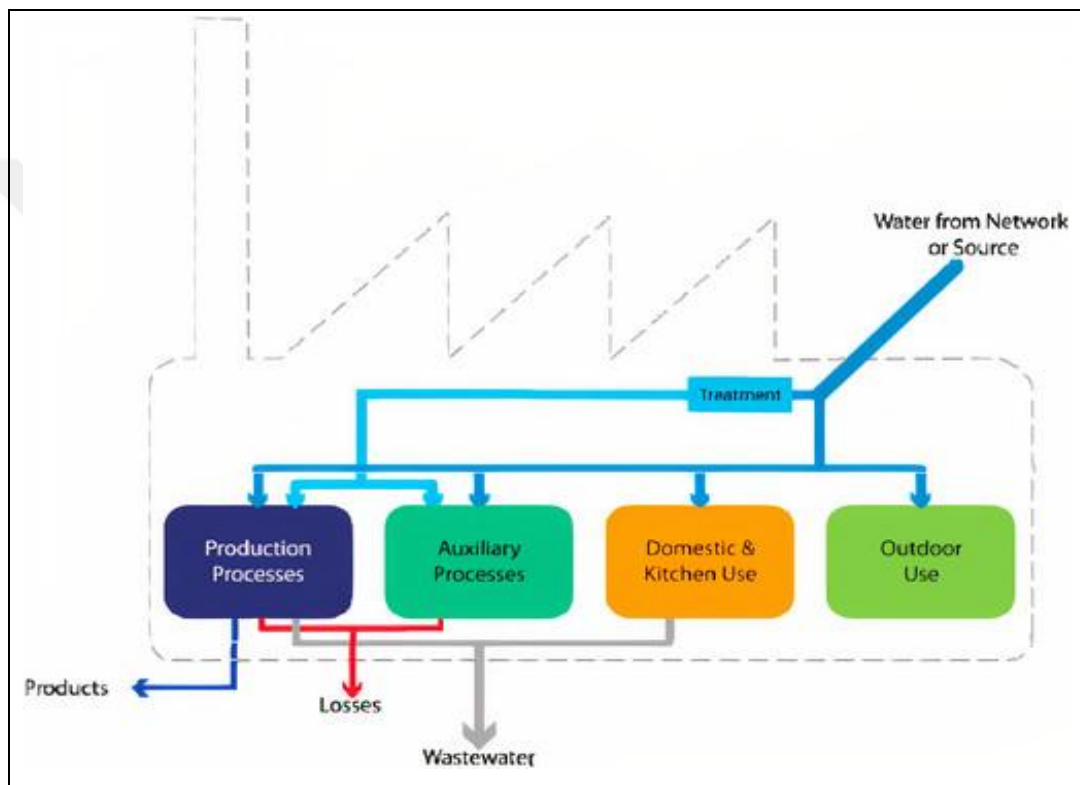 Water from Network
or Source
Treatment
Production
Processes
Auxiliary
Processes
Domestic &
Kitchen Use
Outdoor
Use
Products
Losses
Wastewater